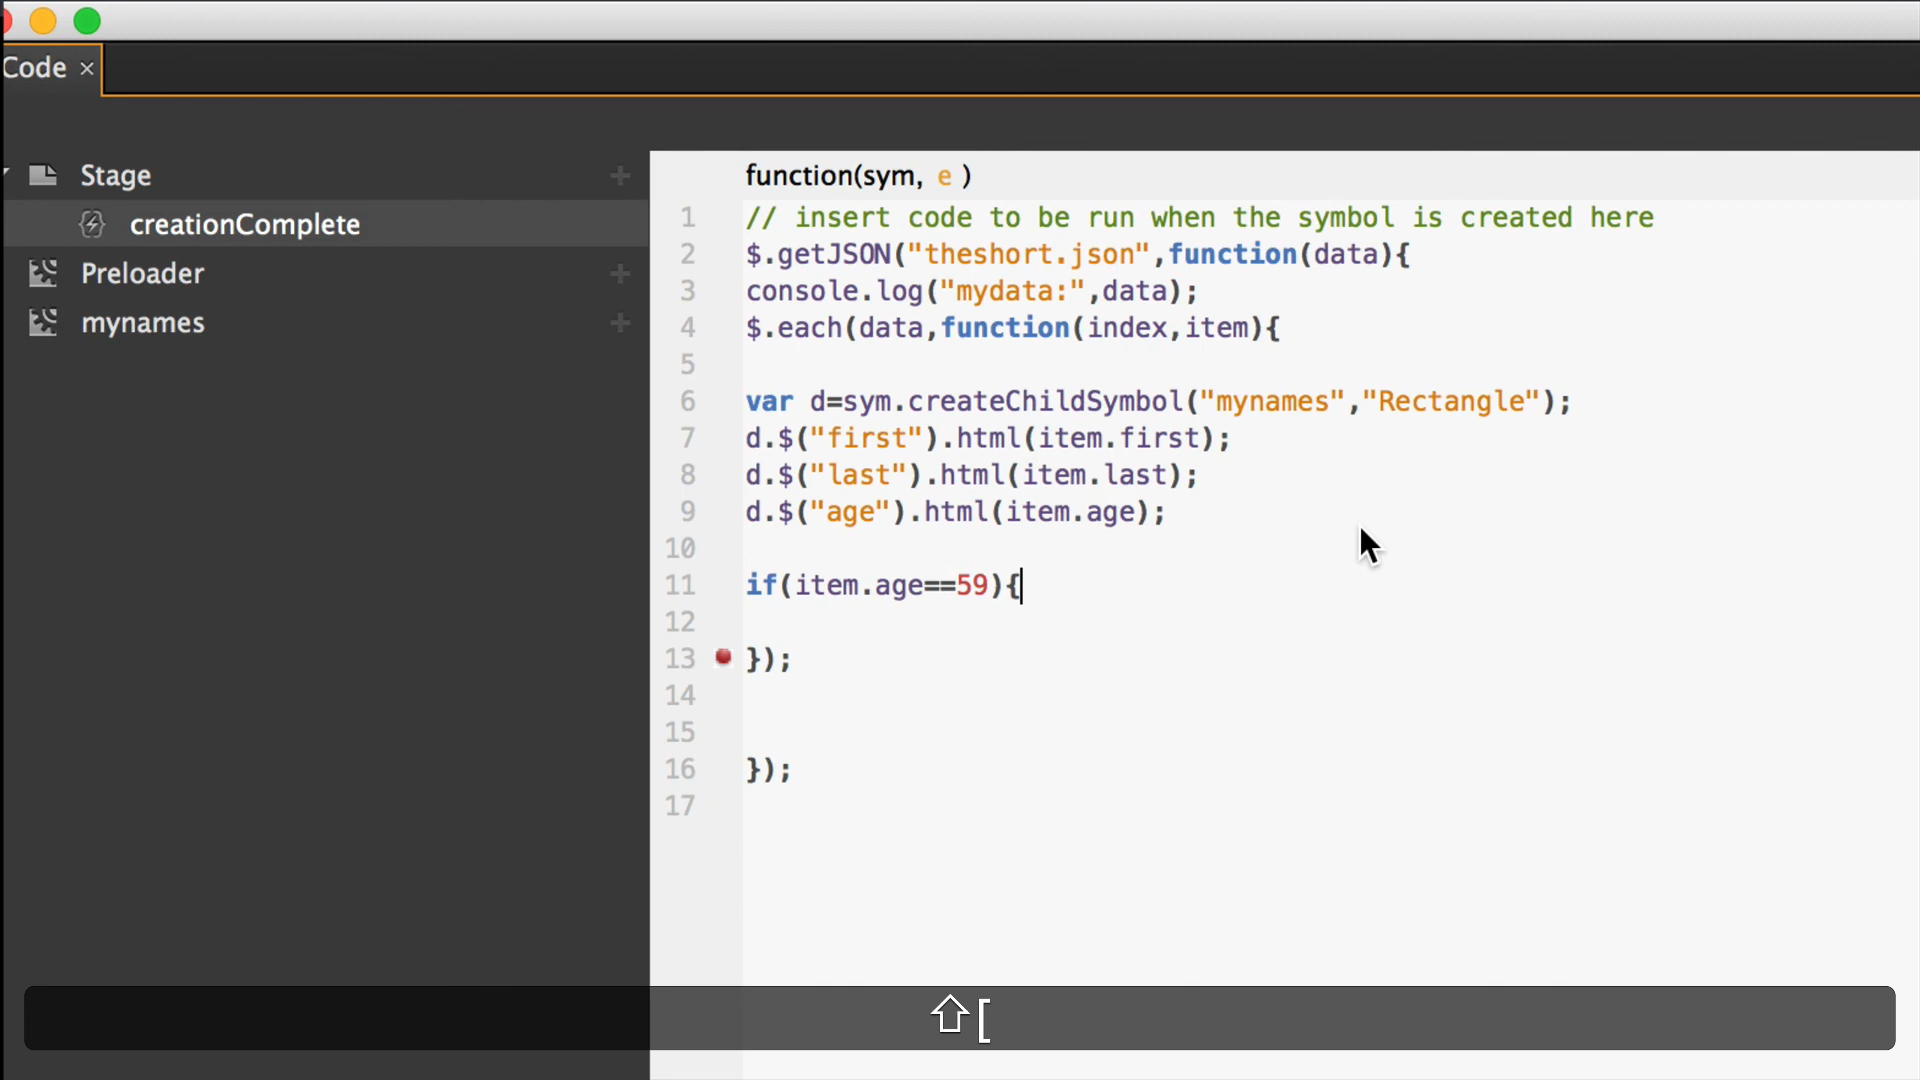 Code ×
Stage +
creationComplete
Preloader +
mynames +
function(sym, e )
1 // insert code to be run when the symbol is created here
2 $.getJSON("theshort.json",function(data){
3 console.log("mydata:",data);
4 $.each(data,function(index,item){
5
6 var d=sym.createChildSymbol("mynames","Rectangle");
7 d.$("first").html(item.first);
8 d.$("last").html(item.last);
9 d.$("age").html(item.age);
10
11 if(item.age==59){
12
13 });
14
15
16 });
17
⇧[